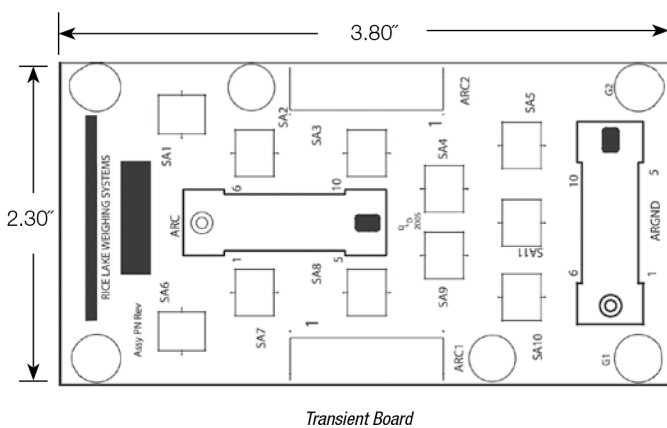 3.80″
2.30″
RICE LAKE WEIGHING SYSTEMS
Assy PN Rev
SA1
SA2
SA3
ARC2
1
SA4
SA5
G2
ARC
6
10
1
5
2005
10
5
6
1
ARGND
SA6
SA7
SA8
SA9
SA11
SA10
1
ARC1
G1
Transient Board